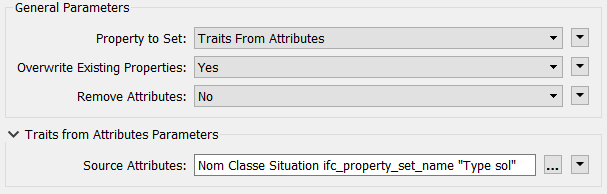 General Parameters
Property to Set: Traits From Attributes
Overwrite Existing Properties: Yes
Remove Attributes: No
Traits from Attributes Parameters
Source Attributes: Nom Classe Situation ifc_property_set_name "Type sol" ...